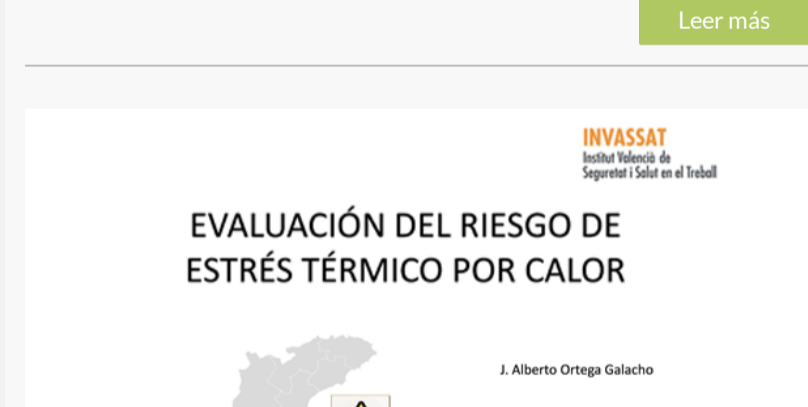 Leer más
INVASSAT
Institut Valencià de
Seguretat i Salut en el Treball
EVALUACIÓN DEL RIESGO DE
ESTRÉS TÉRMICO POR CALOR
J. Alberto Ortega Galacho